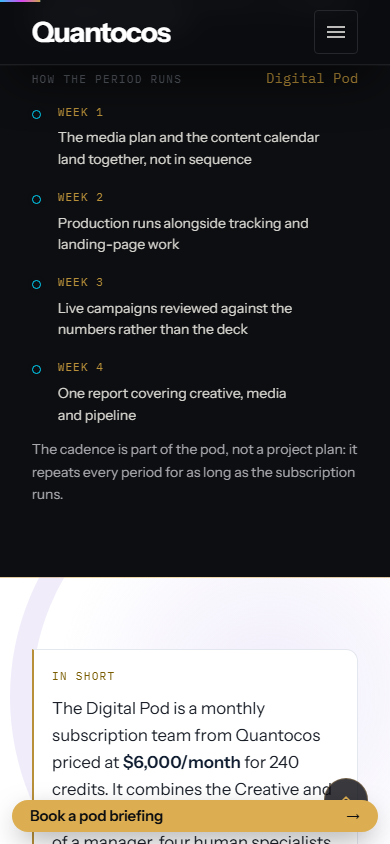 Quantocos
HOW THE PERIOD RUNS
Digital Pod
WEEK 1
The media plan and the content calendar
land together, not in sequence
WEEK 2
Production runs alongside tracking and
landing-page work
WEEK 3
Live campaigns reviewed against the
numbers rather than the deck
WEEK 4
One report covering creative, media
and pipeline
The cadence is part of the pod, not a project plan: it
repeats every period for as long as the subscription
runs.
IN SHORT
The Digital Pod is a monthly
subscription team from Quantocos
priced at $6,000/month for 240
credits. It combines the Creative and
Book a pod briefing →
of a manager, four human specialists